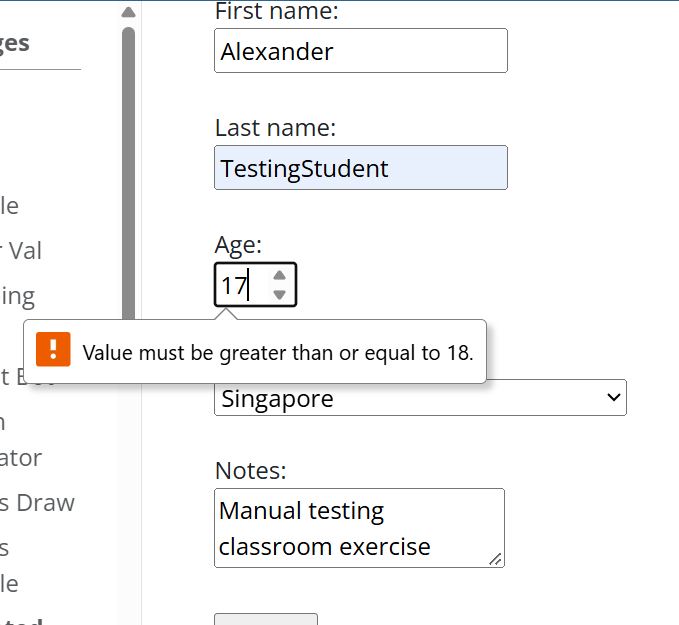 ges
le
r Val
ing
n
ator
s Draw
s
le
First name:
Alexander
Last name:
TestingStudent
Age:
17
Value must be greater than or equal to 18.
Singapore
Notes:
Manual testing
classroom exercise